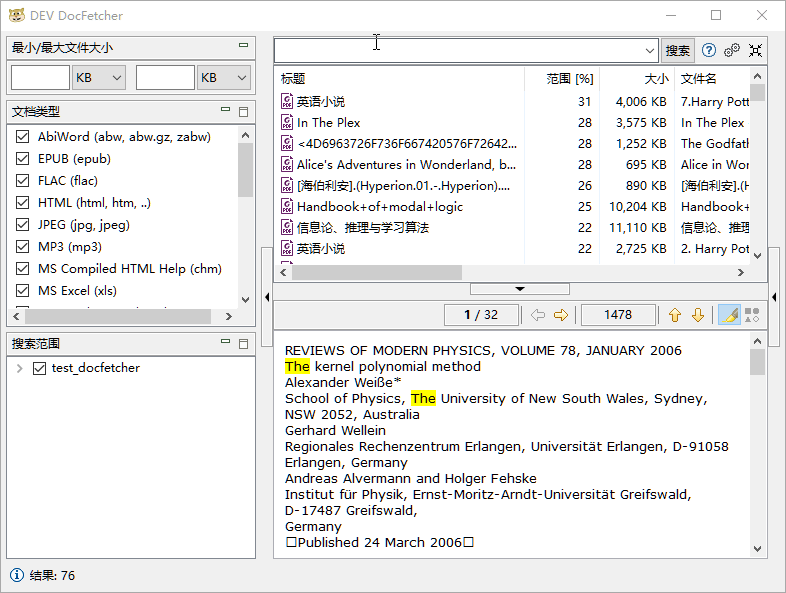 DEV DocFetcher
最小/最大文件大小
KB KB
文档类型
AbiWord (abw, abw.gz, zabw)
EPUB (epub)
FLAC (flac)
HTML (html, htm, ..)
JPEG (jpg, jpeg)
MP3 (mp3)
MS Compiled HTML Help (chm)
MS Excel (xls)
搜索范围
test_docfetcher
搜索
标题 范围 [%] 大小 文件名
英语小说 31 4,006 KB 7.Harry Pott
In The Plex 28 3,575 KB In The Plex
<4D6963726F736F667420576F72642... 28 1,252 KB The Godfath
Alice's Adventures in Wonderland, b... 28 695 KB Alice in Wor
[海伯利安].(Hyperion.01.-.Hyperion).... 26 890 KB [海伯利安].(H
Handbook+of+modal+logic 25 10,204 KB Handbook+
信息论、推理与学习算法 22 11,110 KB 信息论、推理
英语小说 22 2,725 KB 2. Harry Pot
1 / 32 1478
REVIEWS OF MODERN PHYSICS, VOLUME 78, JANUARY 2006
The kernel polynomial method
Alexander Weiße*
School of Physics, The University of New South Wales, Sydney,
NSW 2052, Australia
Gerhard Wellein
Regionales Rechenzentrum Erlangen, Universität Erlangen, D-91058
Erlangen, Germany
Andreas Alvermann and Holger Fehske
Institut für Physik, Ernst-Moritz-Arndt-Universität Greifswald,
D-17487 Greifswald,
Germany
□Published 24 March 2006□
结果: 76